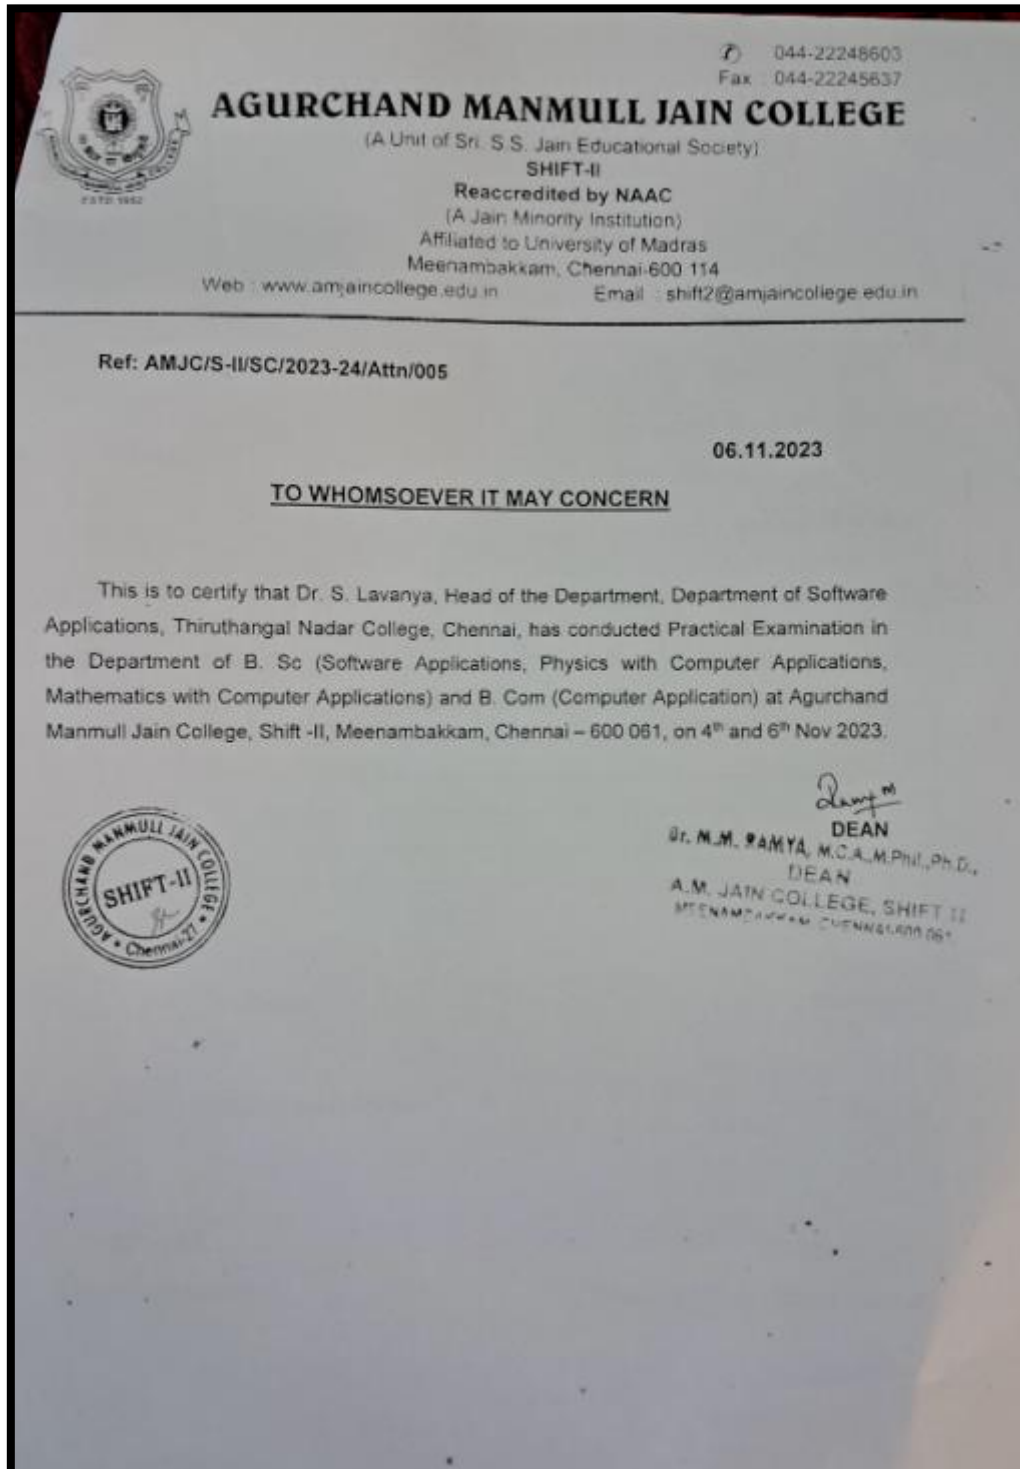 044-22248603
Fax : 044-22245637
AGURCHAND MANMULL JAIN COLLEGE
(A Unit of Sri. S.S. Jain Educational Society)
SHIFT-II
Reaccredited by NAAC
(A Jain Minority Institution)
Affiliated to University of Madras
Meenambakkam, Chennai-600 114
Web : www.amjaincollege.edu.in Email : shift2@amjaincollege.edu.in
ESTD 1952
Ref: AMJC/S-II/SC/2023-24/Attn/005
06.11.2023
TO WHOMSOEVER IT MAY CONCERN
This is to certify that Dr. S. Lavanya, Head of the Department, Department of Software
Applications, Thiruthangal Nadar College, Chennai, has conducted Practical Examination in
the Department of B. Sc (Software Applications, Physics with Computer Applications,
Mathematics with Computer Applications) and B. Com (Computer Application) at Agurchand
Manmull Jain College, Shift -II, Meenambakkam, Chennai – 600 061, on 4th and 6th Nov 2023.
DEAN
Dr. M.M. RAMYA, M.C.A., M.Phil., Ph.D.,
DEAN
A.M. JAIN COLLEGE, SHIFT II
MEENAMBAKKAM CHENNAI-600 061
AGURCHAND MANMULL JAIN COLLEGE
SHIFT-II
Chennai-27